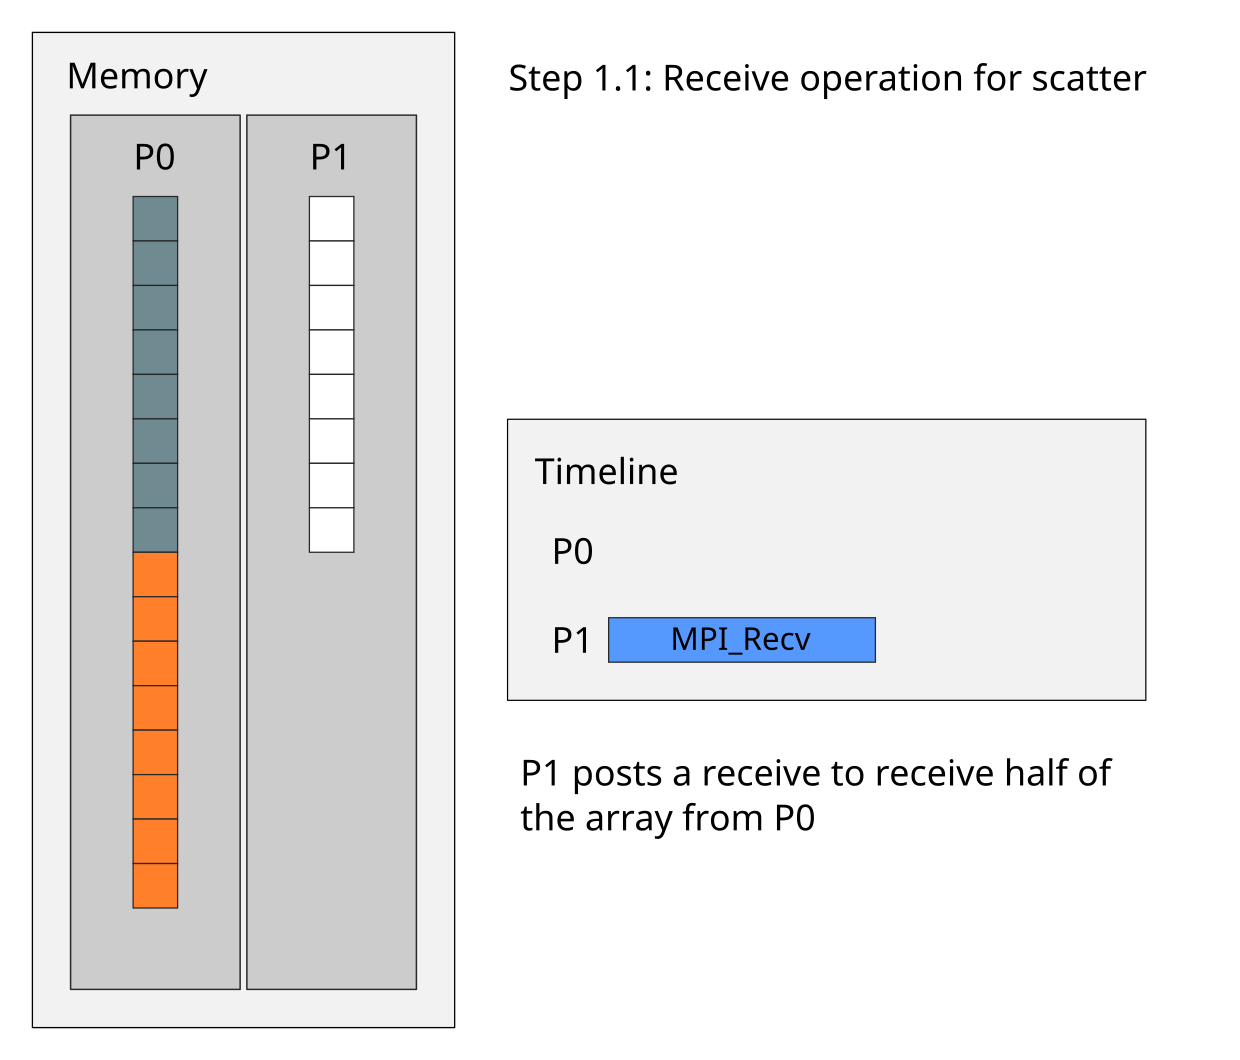 Memory
Step 1.1: Receive operation for scatter
P0
P1
Timeline
P0
P1
MPI_Recv
P1 posts a receive to receive half of
the array from P0